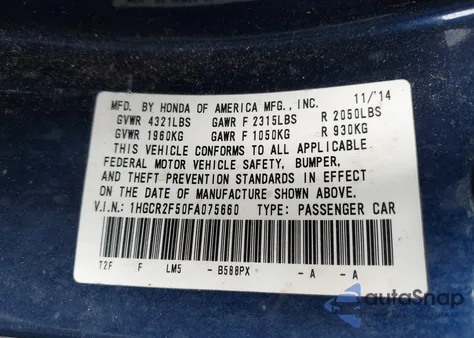 MFD. BY HONDA OF AMERICA MFG., INC. 11/'14
GVWR 4321LBS GAWR F 2315LBS R 2050LBS
GVWR 1960KG GAWR F 1050KG R 930KG
THIS VEHICLE CONFORMS TO ALL APPLICABLE
FEDERAL MOTOR VEHICLE SAFETY, BUMPER,
AND THEFT PREVENTION STANDARDS IN EFFECT
ON THE DATE OF MANUFACTURE SHOWN ABOVE.
V.I.N.: 1HGCR2F50FA075660 TYPE: PASSENGER CAR
T2F F LM5 - B588PX - A - A
autoSnap